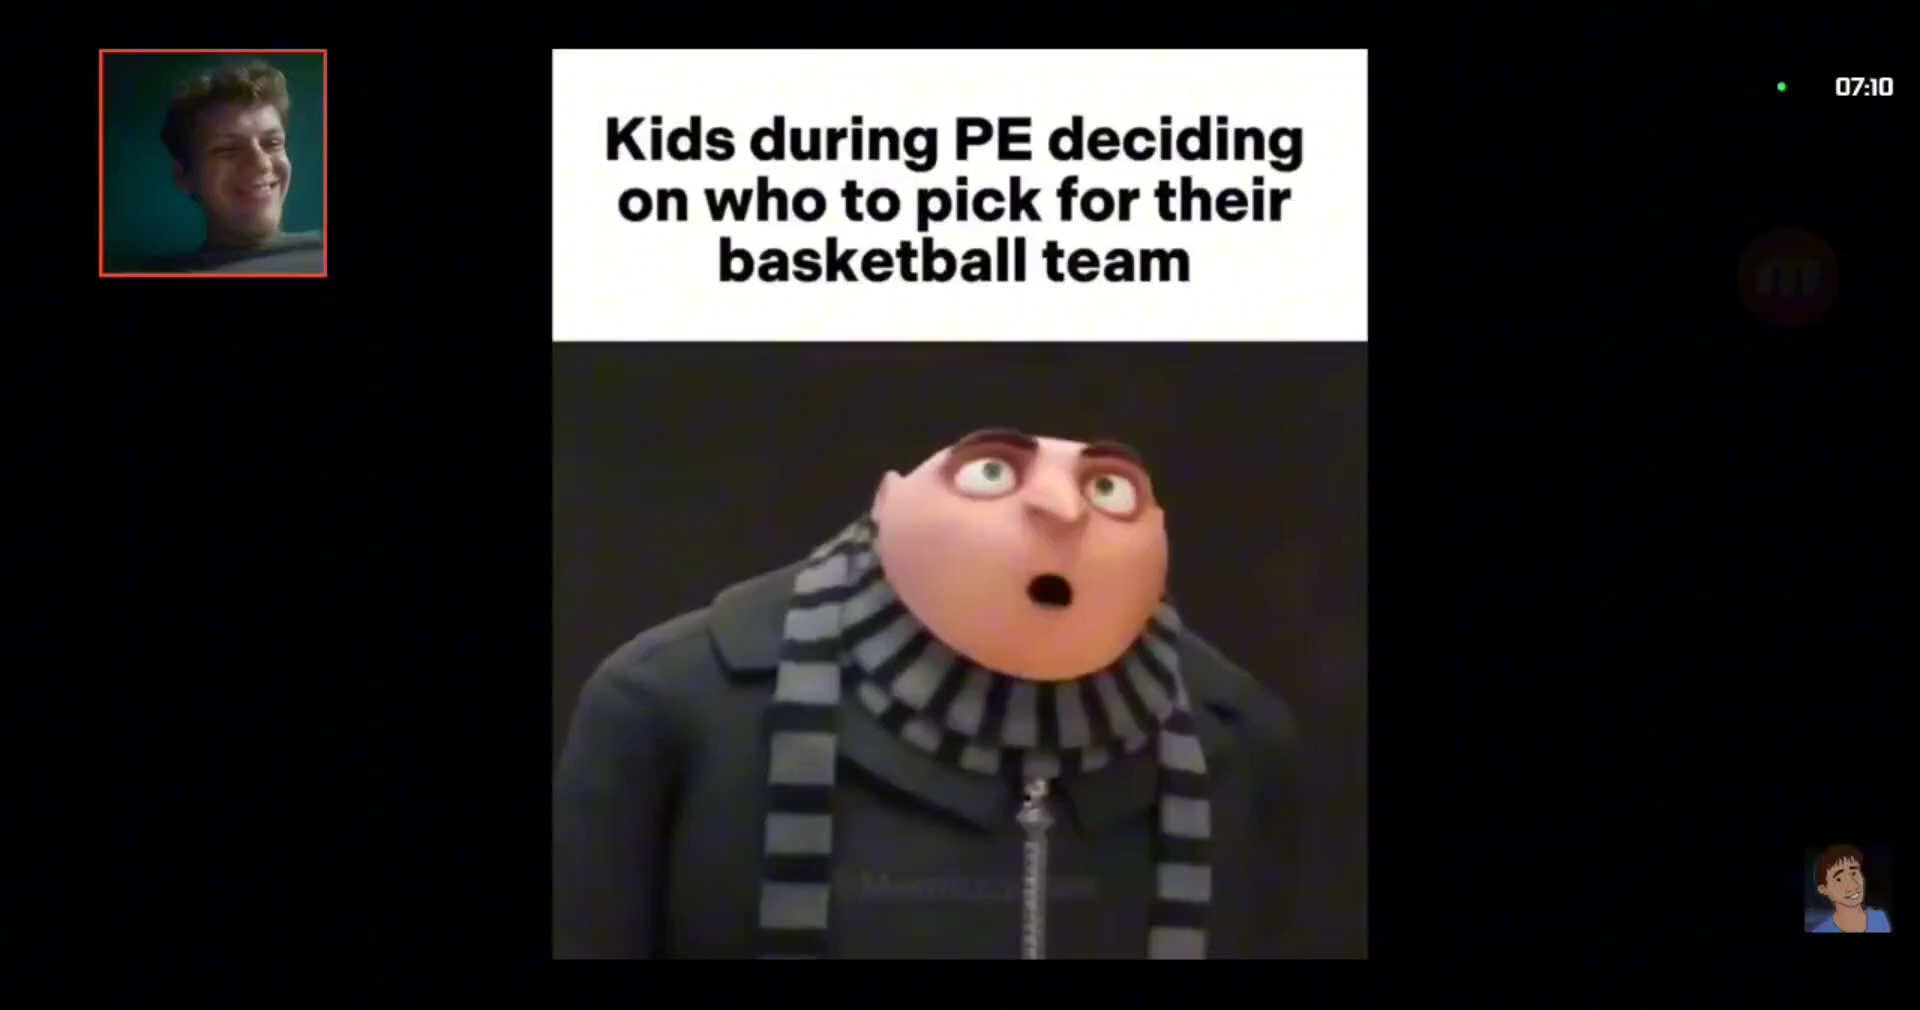 Kids during PE deciding
on who to pick for their
basketball team
07:10
m